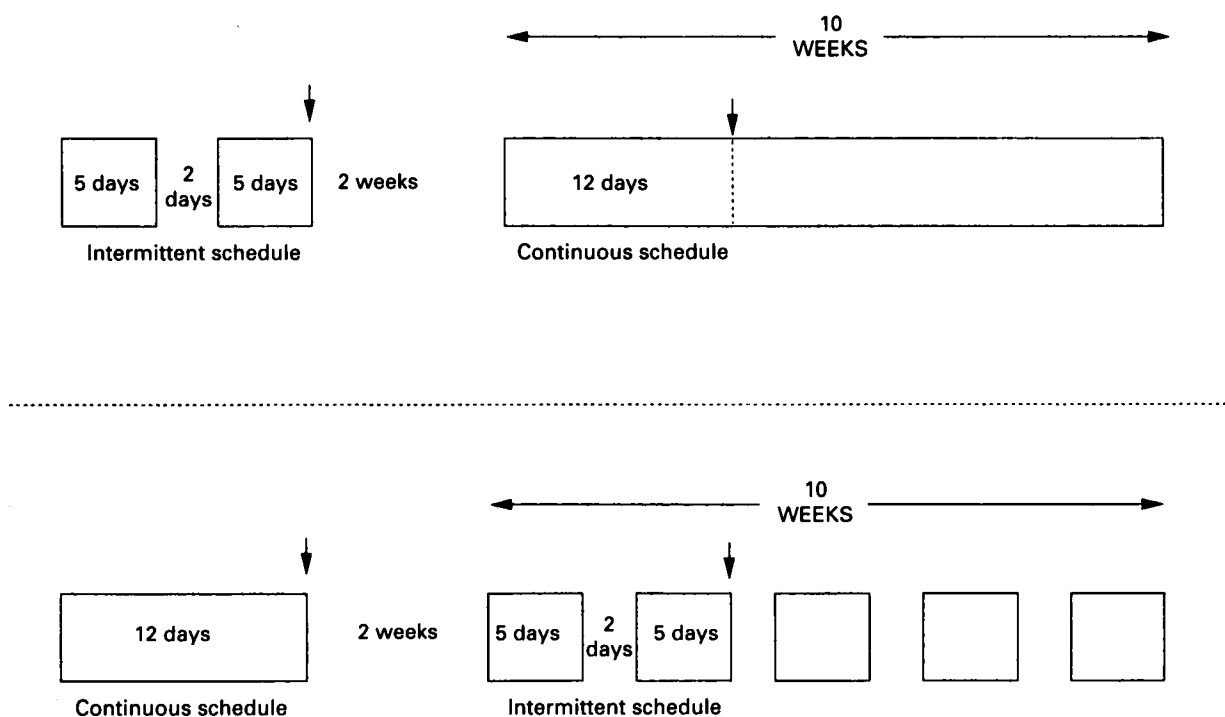 10
WEEKS
5 days
2
days
5 days
2 weeks
12 days
Intermittent schedule
Continuous schedule
10
WEEKS
12 days
2 weeks
5 days
2
days
5 days
Continuous schedule
Intermittent schedule